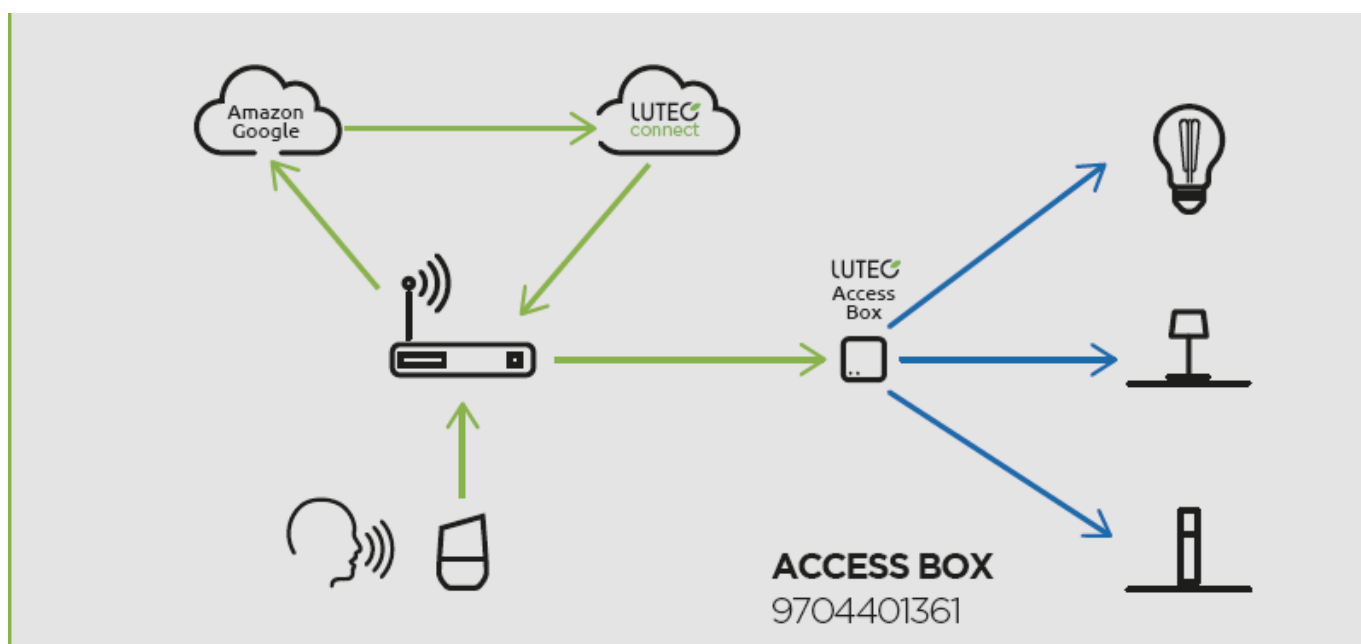 Amazon
Google
LUTEC
connect
LUTEC
Access
Box
ACCESS BOX
9704401361